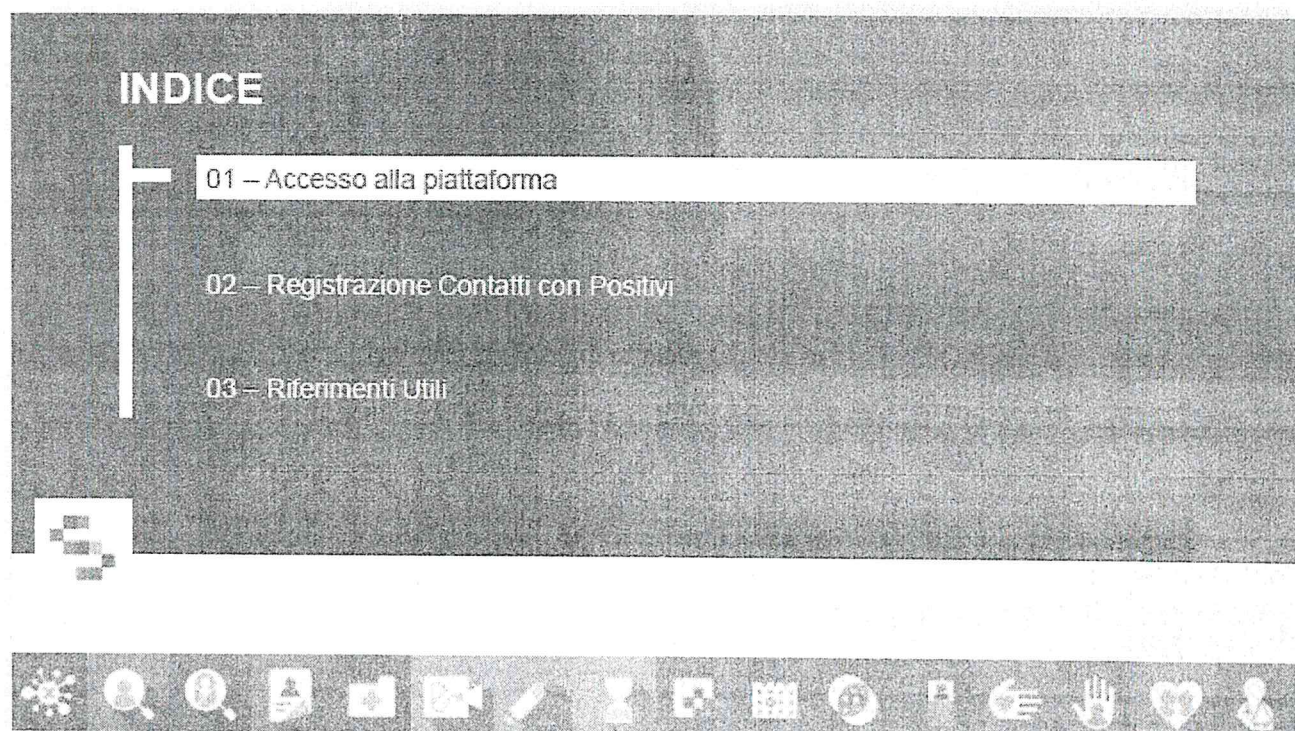 INDICE
01 – Accesso alla piattaforma
02 – Registrazione Contatti con Positivi
03 – Riferimenti Utili